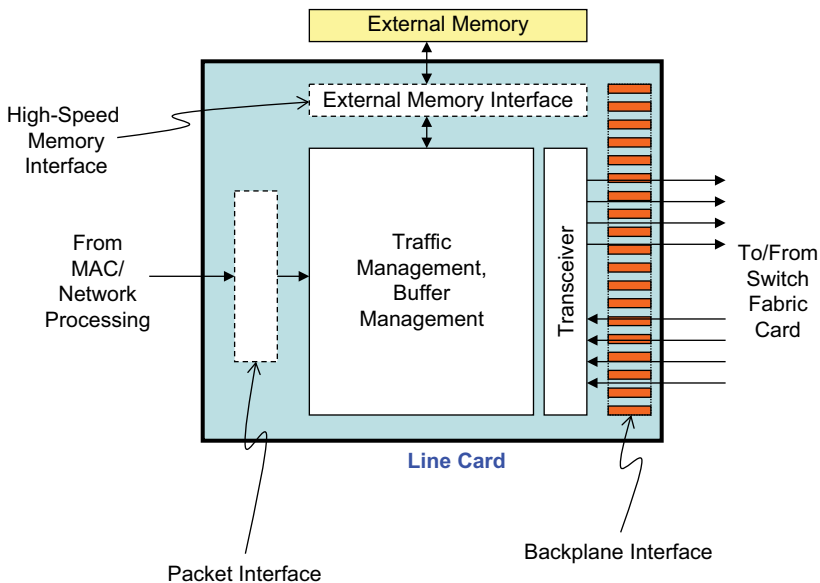 External Memory
External Memory Interface
High-Speed
Memory
Interface
From
MAC/
Network
Processing
Traffic
Management,
Buffer
Management
Transceiver
To/From
Switch
Fabric
Card
Line Card
Packet Interface
Backplane Interface